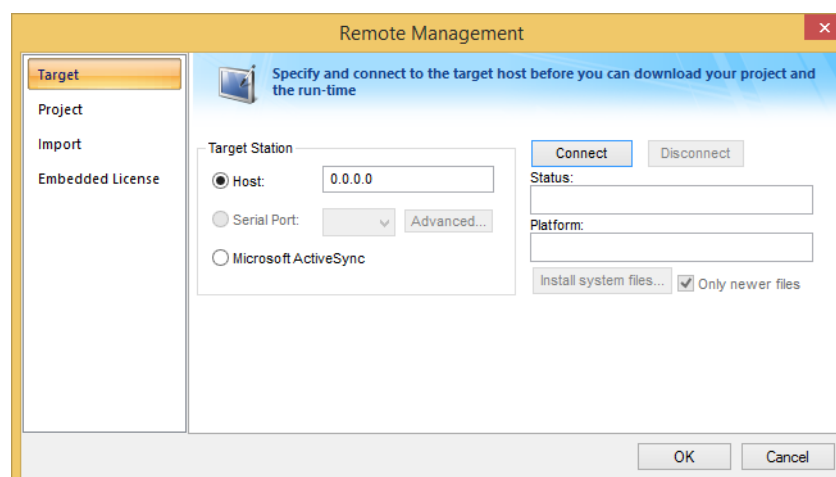 Remote Management
Target
Project
Import
Embedded License
Specify and connect to the target host before you can download your project and
the run-time
Target Station
Host:
0.0.0.0
Serial Port:
Advanced...
Microsoft ActiveSync
Connect
Disconnect
Status:
Platform:
Install system files...
Only newer files
OK
Cancel